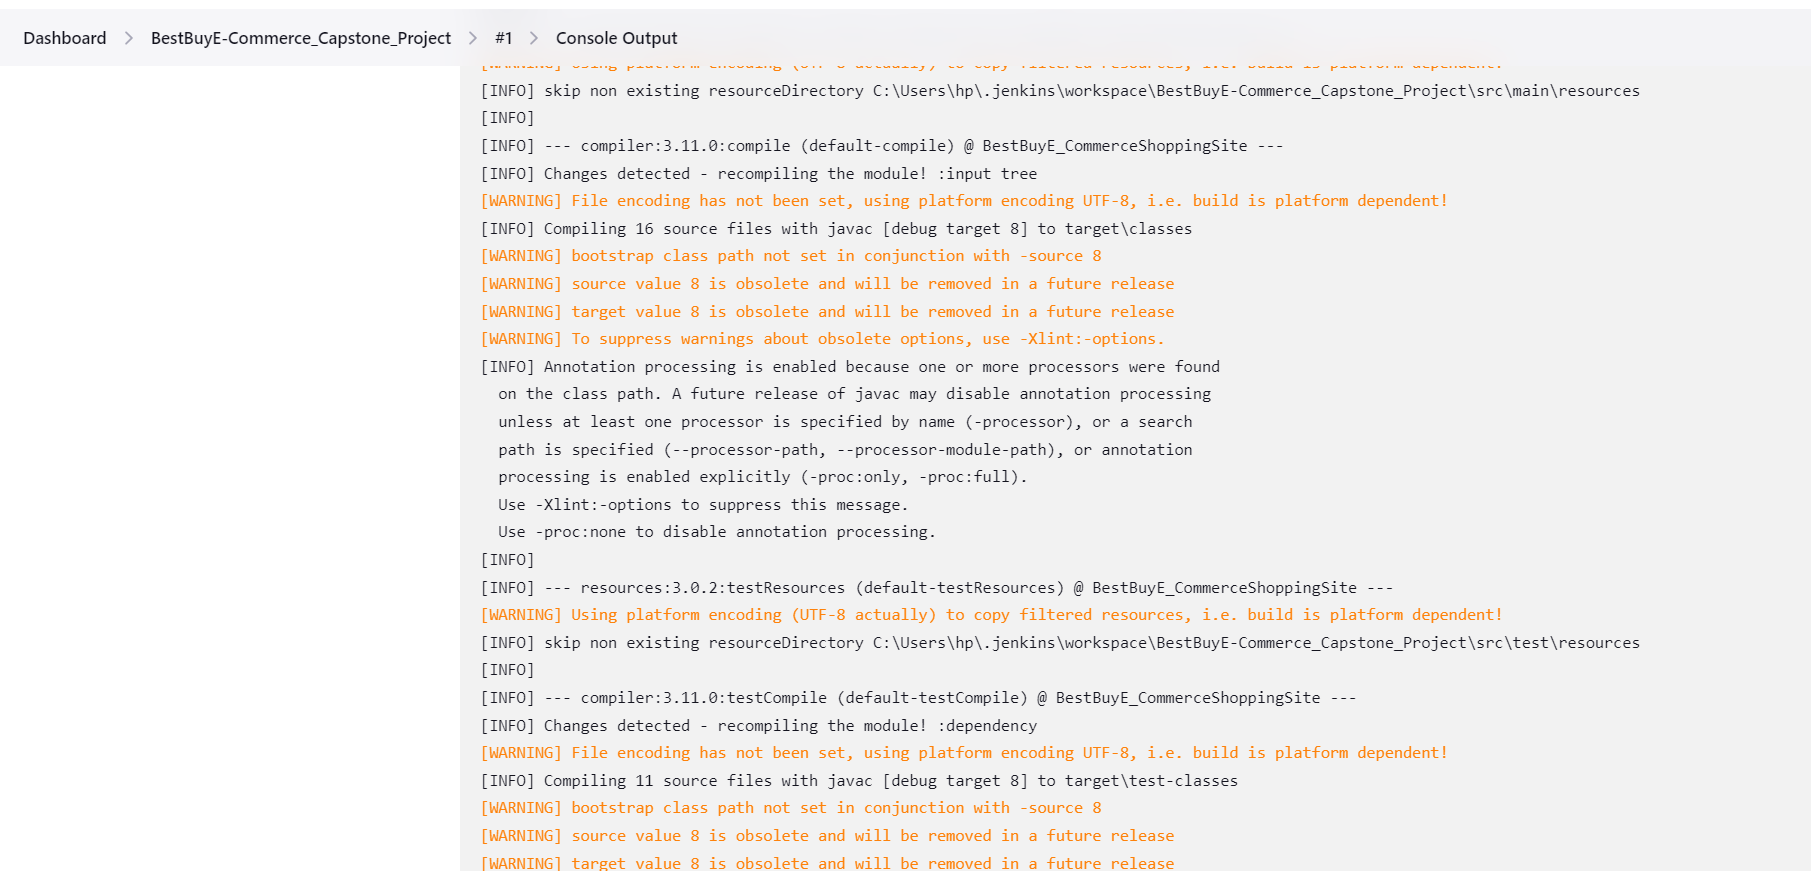 Dashboard > BestBuyE-Commerce_Capstone_Project > #1 > Console Output
[WARNING] Using platform encoding (UTF-8 actually) to copy filtered resources, i.e. build is platform dependent!
[INFO] skip non existing resourceDirectory C:\Users\hp\.jenkins\workspace\BestBuyE-Commerce_Capstone_Project\src\main\resources
[INFO]
[INFO] --- compiler:3.11.0:compile (default-compile) @ BestBuyE_CommerceShoppingSite ---
[INFO] Changes detected - recompiling the module! :input tree
[WARNING] File encoding has not been set, using platform encoding UTF-8, i.e. build is platform dependent!
[INFO] Compiling 16 source files with javac [debug target 8] to target\classes
[WARNING] bootstrap class path not set in conjunction with -source 8
[WARNING] source value 8 is obsolete and will be removed in a future release
[WARNING] target value 8 is obsolete and will be removed in a future release
[WARNING] To suppress warnings about obsolete options, use -Xlint:-options.
[INFO] Annotation processing is enabled because one or more processors were found
on the class path. A future release of javac may disable annotation processing
unless at least one processor is specified by name (-processor), or a search
path is specified (--processor-path, --processor-module-path), or annotation
processing is enabled explicitly (-proc:only, -proc:full).
Use -Xlint:-options to suppress this message.
Use -proc:none to disable annotation processing.
[INFO]
[INFO] --- resources:3.0.2:testResources (default-testResources) @ BestBuyE_CommerceShoppingSite ---
[WARNING] Using platform encoding (UTF-8 actually) to copy filtered resources, i.e. build is platform dependent!
[INFO] skip non existing resourceDirectory C:\Users\hp\.jenkins\workspace\BestBuyE-Commerce_Capstone_Project\src\test\resources
[INFO]
[INFO] --- compiler:3.11.0:testCompile (default-testCompile) @ BestBuyE_CommerceShoppingSite ---
[INFO] Changes detected - recompiling the module! :dependency
[WARNING] File encoding has not been set, using platform encoding UTF-8, i.e. build is platform dependent!
[INFO] Compiling 11 source files with javac [debug target 8] to target\test-classes
[WARNING] bootstrap class path not set in conjunction with -source 8
[WARNING] source value 8 is obsolete and will be removed in a future release
[WARNING] target value 8 is obsolete and will be removed in a future release